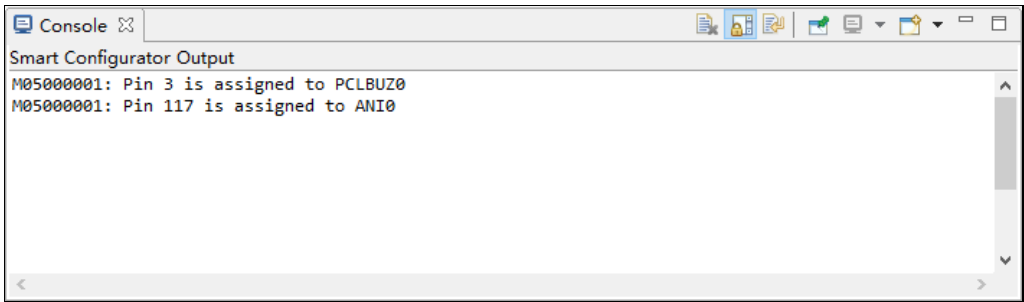 Console
Smart Configurator Output
M05000001: Pin 3 is assigned to PCLBUZ0
M05000001: Pin 117 is assigned to ANI0